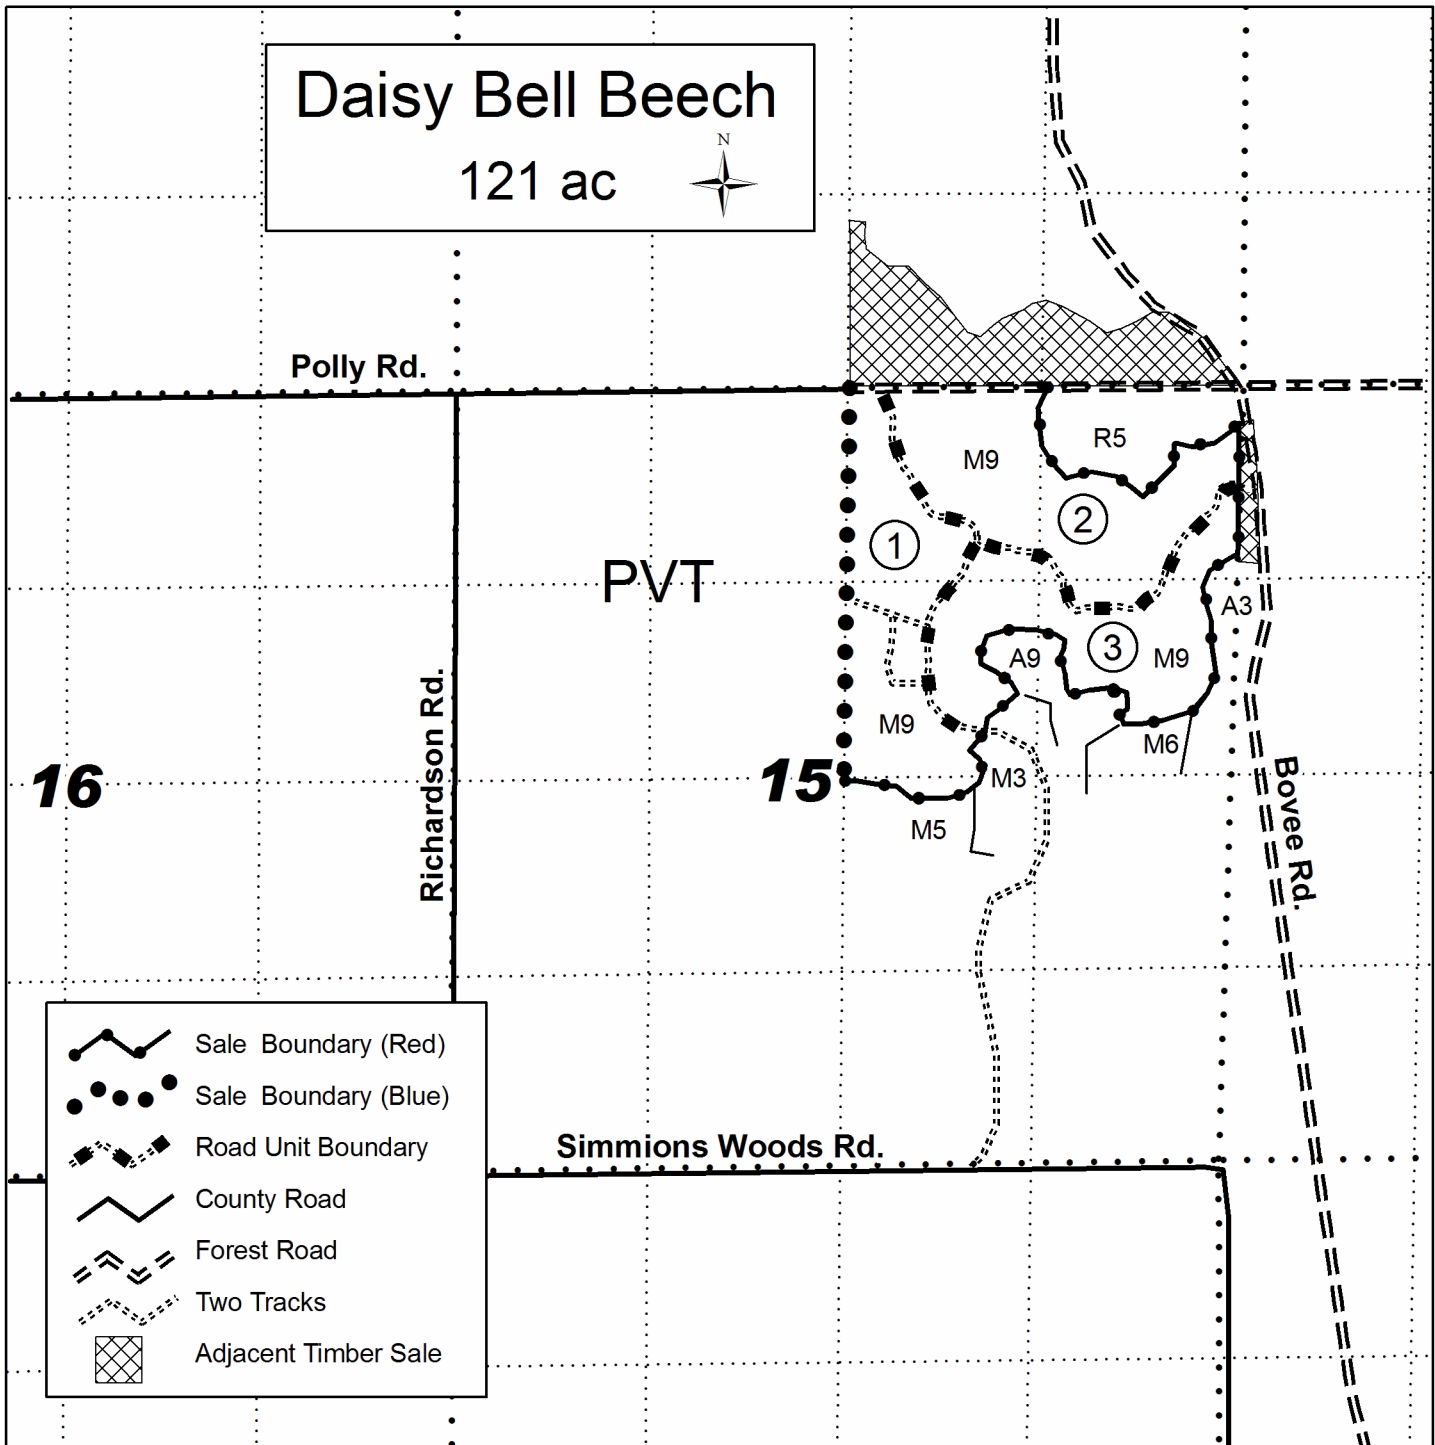 Daisy Bell Beech
121 ac
N
Polly Rd.
R5
M9
2
1
PVT
A3
3
A9
M9
Richardson Rd.
M9
M6
16
15
M3
Bovee Rd.
M5
Simmions Woods Rd.
Sale Boundary (Red)
Sale Boundary (Blue)
Road Unit Boundary
County Road
Forest Road
Two Tracks
Adjacent Timber Sale